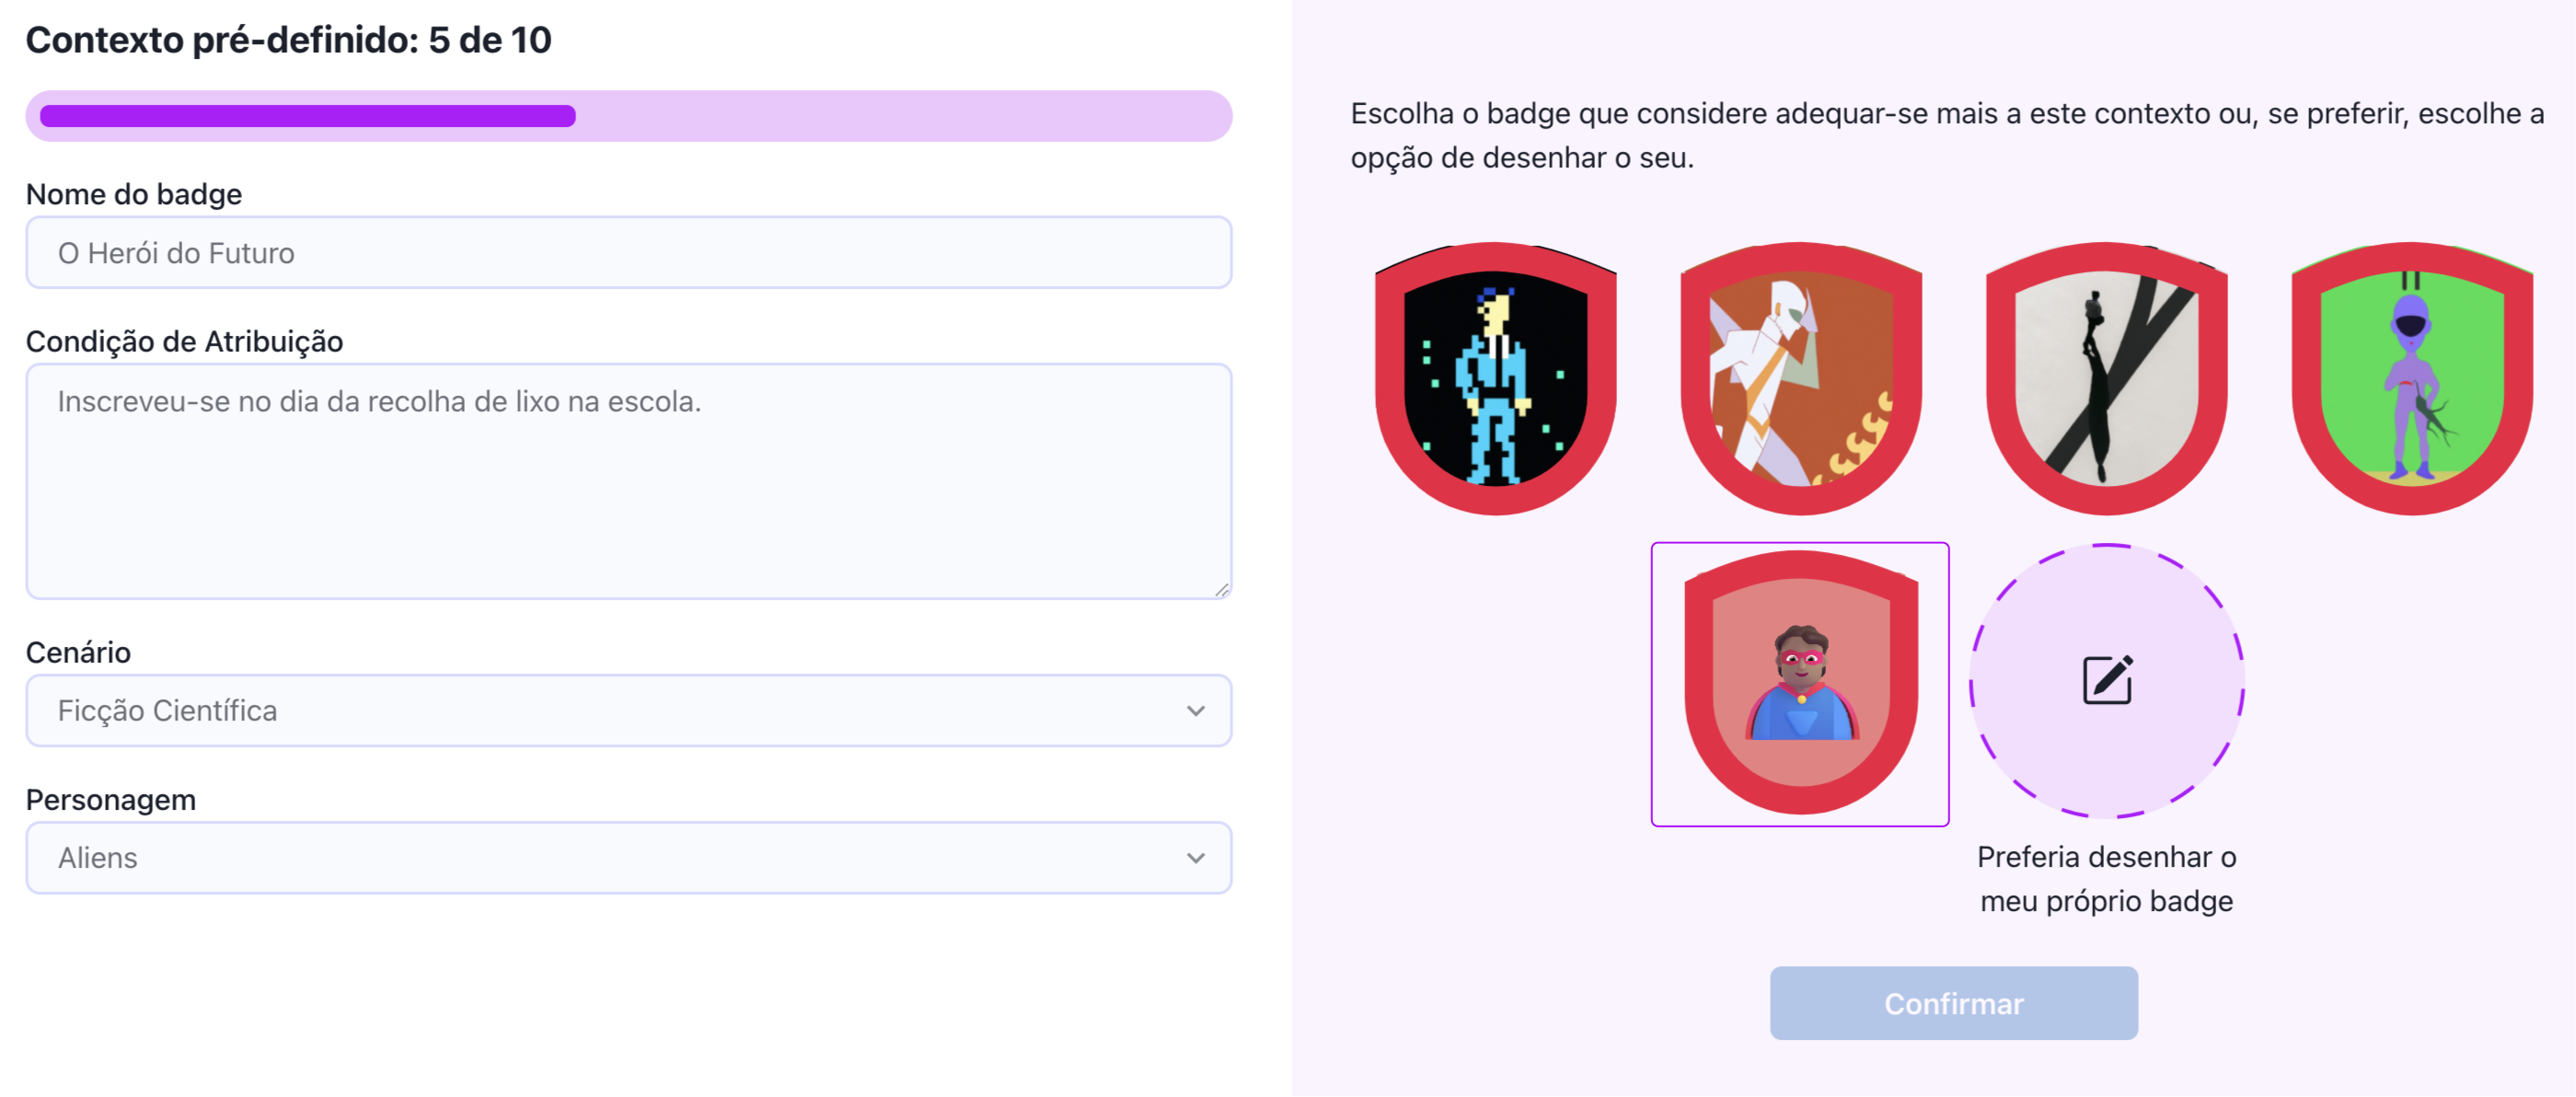 Contexto pré-definido: 5 de 10
Nome do badge
O Herói do Futuro
Condição de Atribuição
Inscreveu-se no dia da recolha de lixo na escola.
Cenário
Ficção Científica
Personagem
Aliens
Escolha o badge que considere adequar-se mais a este contexto ou, se preferir, escolhe a
opção de desenhar o seu.
Preferia desenhar o
meu próprio badge
Confirmar